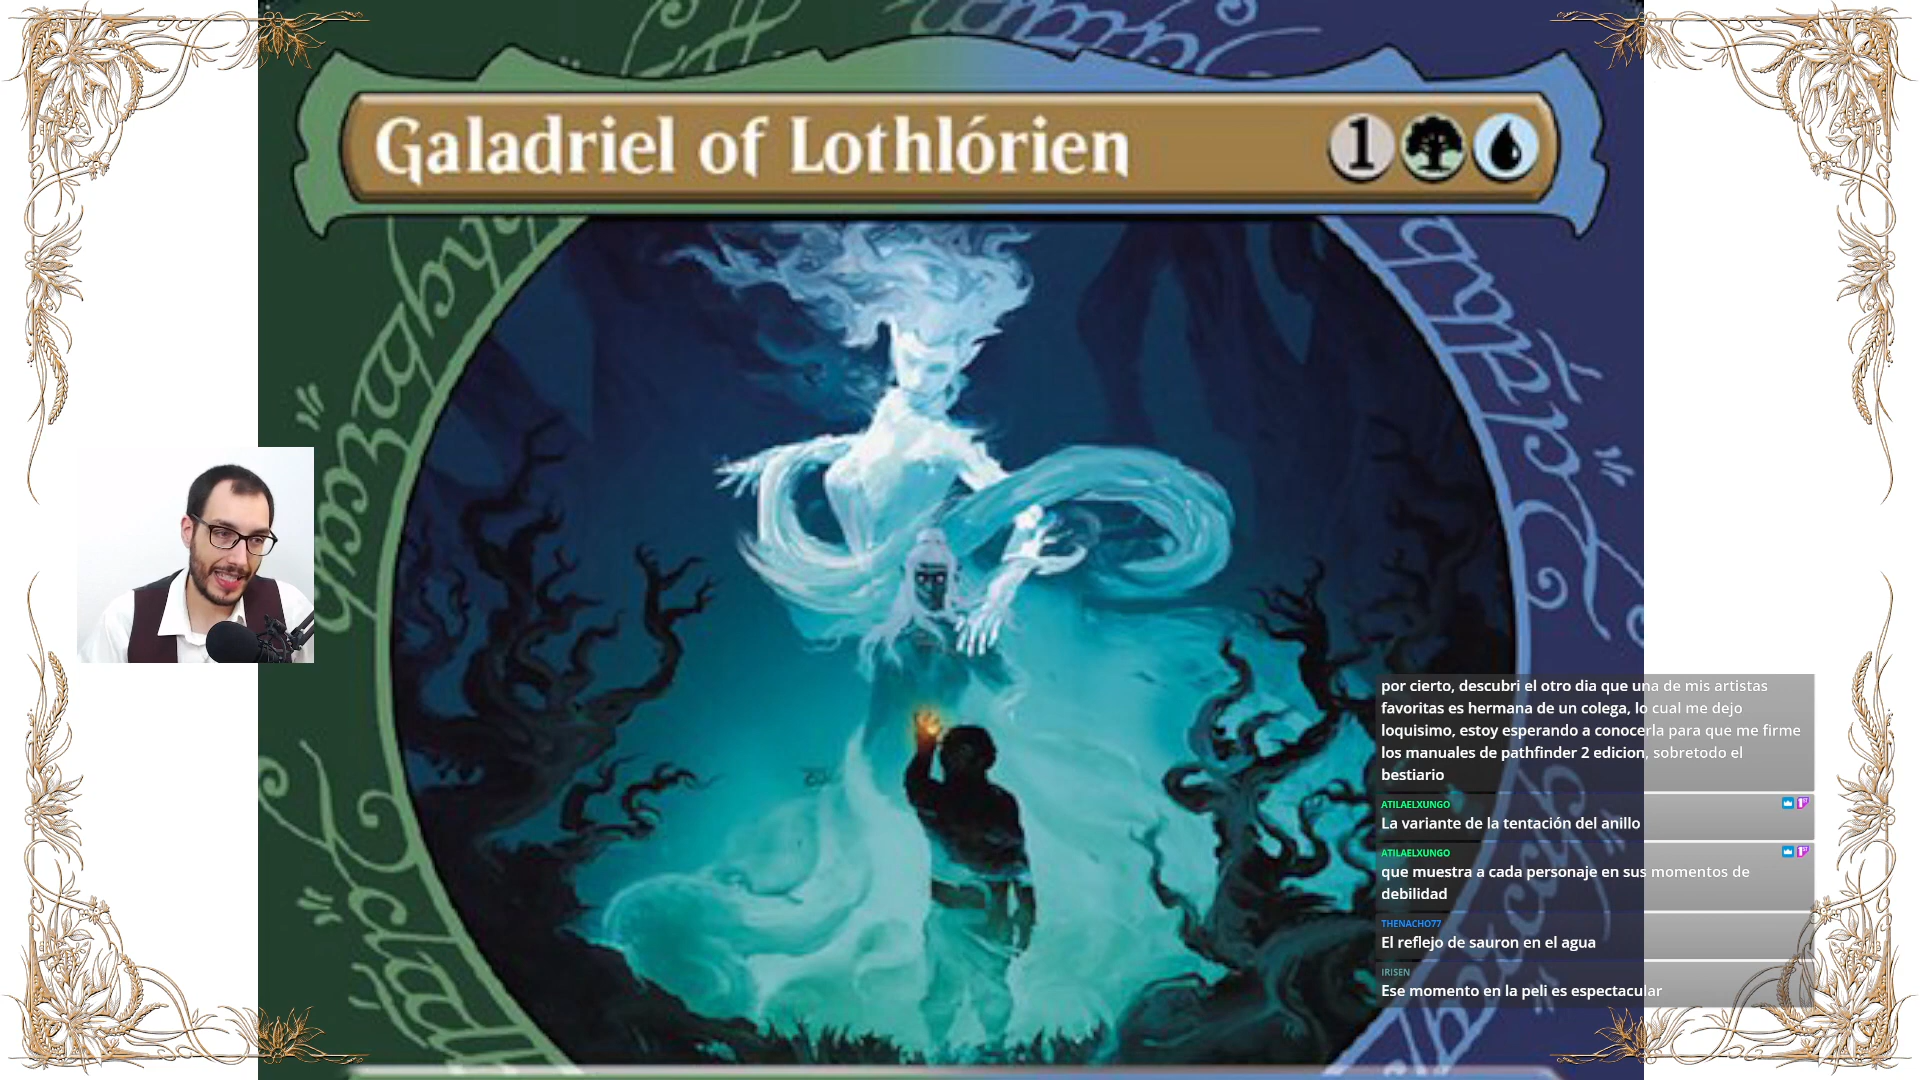 Galadriel of Lothlórien
1
por cierto, descubri el otro dia que una de mis artistas
favoritas es hermana de un colega, lo cual me dejo
loquisimo, estoy esperando a conocerla para que me firme
los manuales de pathfinder 2 edicion, sobretodo el
bestiario
ATILAELXUNGO
La variante de la tentación del anillo
ATILAELXUNGO
que muestra a cada personaje en sus momentos de
debilidad
THENACHO77
El reflejo de sauron en el agua
IRISEN
Ese momento en la peli es espectacular